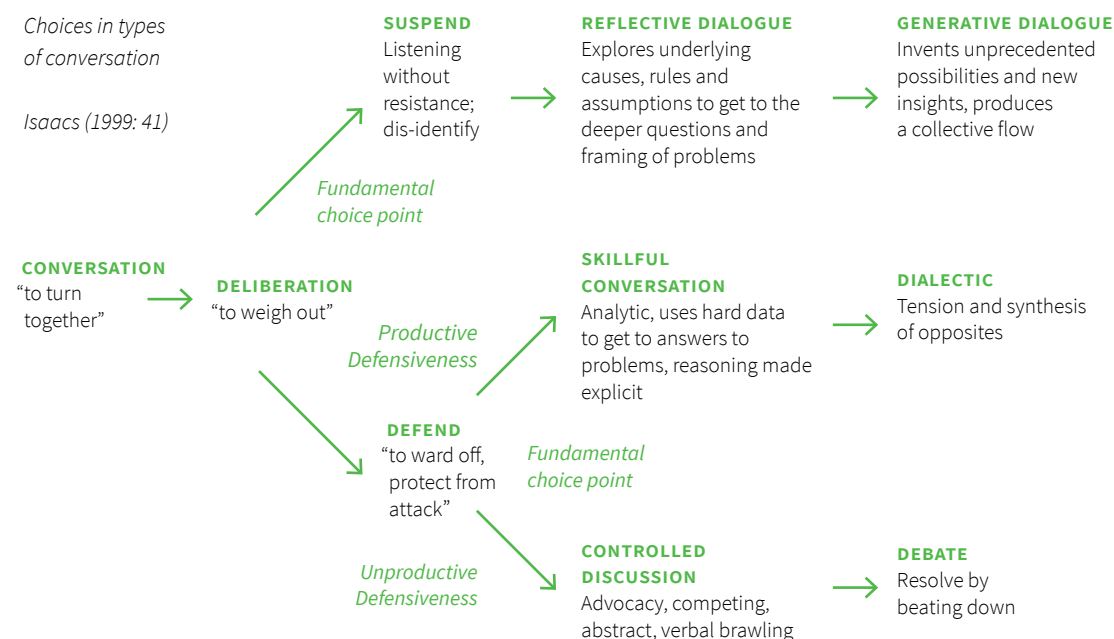 Choices in types
of conversation
Isaacs (1999: 41)
SUSPEND
Listening
without
resistance;
dis-identify
REFLECTIVE DIALOGUE
Explores underlying
causes, rules and
assumptions to get to the
deeper questions and
framing of problems
GENERATIVE DIALOGUE
Invents unprecedented
possibilities and new
insights, produces
a collective flow
Fundamental
choice point
CONVERSATION
“to turn
together”
DELIBERATION
“to weigh out”
Productive
Defensiveness
SKILLFUL
CONVERSATION
Analytic, uses hard data
to get to answers to
problems, reasoning made
explicit
DIALECTIC
Tension and synthesis
of opposites
DEFEND
“to ward off,
protect from
attack”
Fundamental
choice point
Unproductive
Defensiveness
CONTROLLED
DISCUSSION
Advocacy, competing,
abstract, verbal brawling
DEBATE
Resolve by
beating down